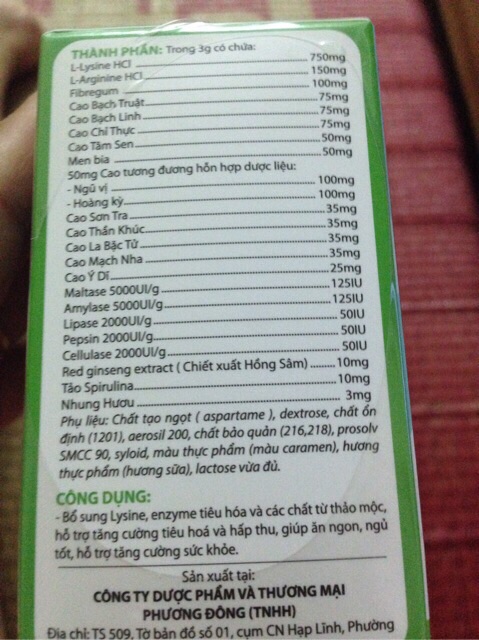 THÀNH PHẦN: Trong 3g có chứa:
L-Lysine HCl ........ 750mg
L-Arginine HCl ........ 150mg
Fibregum ........ 100mg
Cao Bạch Truật ........ 75mg
Cao Bạch Linh ........ 75mg
Cao Chỉ Thực ........ 75mg
Cao Tâm Sen ........ 50mg
Men bia ........ 50mg
50mg Cao tương đương hỗn hợp dược liệu:
- Ngũ vị ........ 100mg
- Hoàng kỳ ........ 100mg
Cao Sơn Tra ........ 35mg
Cao Thần Khúc ........ 35mg
Cao La Bặc Tử ........ 35mg
Cao Mạch Nha ........ 35mg
Cao Ý Dĩ ........ 25mg
Maltase 5000UI/g ........ 125IU
Amylase 5000UI/g ........ 125IU
Lipase 2000UI/g ........ 50IU
Pepsin 2000UI/g ........ 50IU
Cellulase 2000UI/g ........ 50IU
Red ginseng extract ( Chiết xuất Hồng Sâm) ........ 10mg
Tảo Spirulina ........ 10mg
Nhung Hươu ........ 3mg
Phụ liệu: Chất tạo ngọt ( aspartame ), dextrose, chất ổn
định (1201), aerosil 200, chất bảo quản (216,218), prosolv
SMCC 90, syloid, màu thực phẩm (màu caramen), hương
thực phẩm (hương sữa), lactose vừa đủ.
CÔNG DỤNG:
- Bổ sung Lysine, enzyme tiêu hóa và các chất từ thảo mộc,
hỗ trợ tăng cường tiêu hoá và hấp thu, giúp ăn ngon, ngủ
tốt, hỗ trợ tăng cường sức khỏe.
Sản xuất tại:
CÔNG TY DƯỢC PHẨM VÀ THƯƠNG MẠI
PHƯƠNG ĐÔNG (TNHH)
Địa chỉ: TS 509, Tờ bản đồ số 01, cụm CN Hạp Lĩnh, Phường